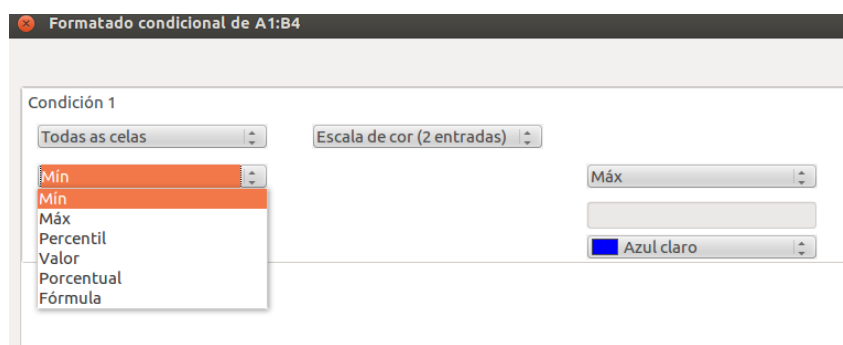 Formatado condicional de A1:B4
Condición 1
Todas as celas
Escala de cor (2 entradas)
Mín
Máx
Mín
Máx
Percentil
Valor
Porcentual
Fórmula
Azul claro